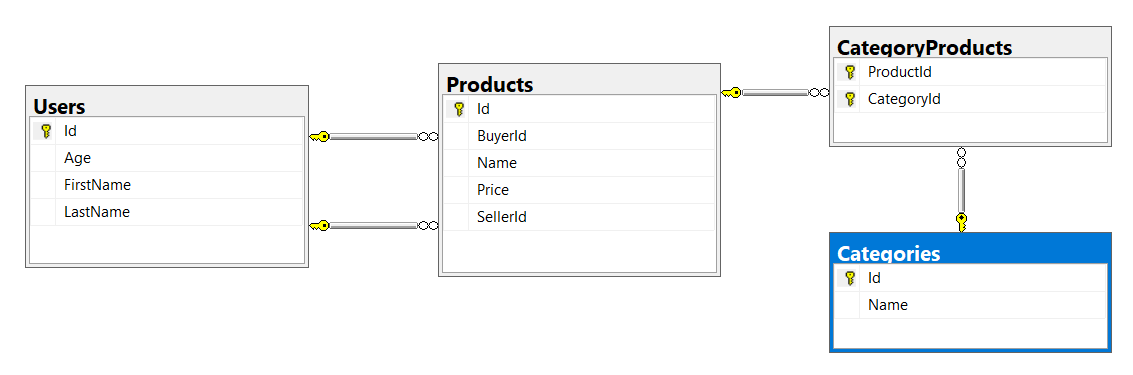 Users
Id
Age
FirstName
LastName
Products
Id
BuyerId
Name
Price
SellerId
CategoryProducts
ProductId
CategoryId
Categories
Id
Name